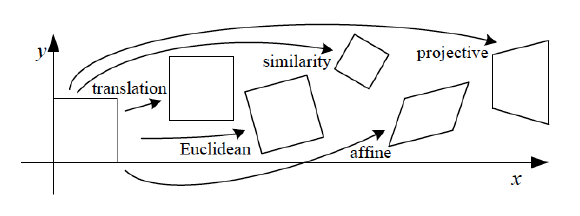 y
similarity
projective
translation
Euclidean
affine
x